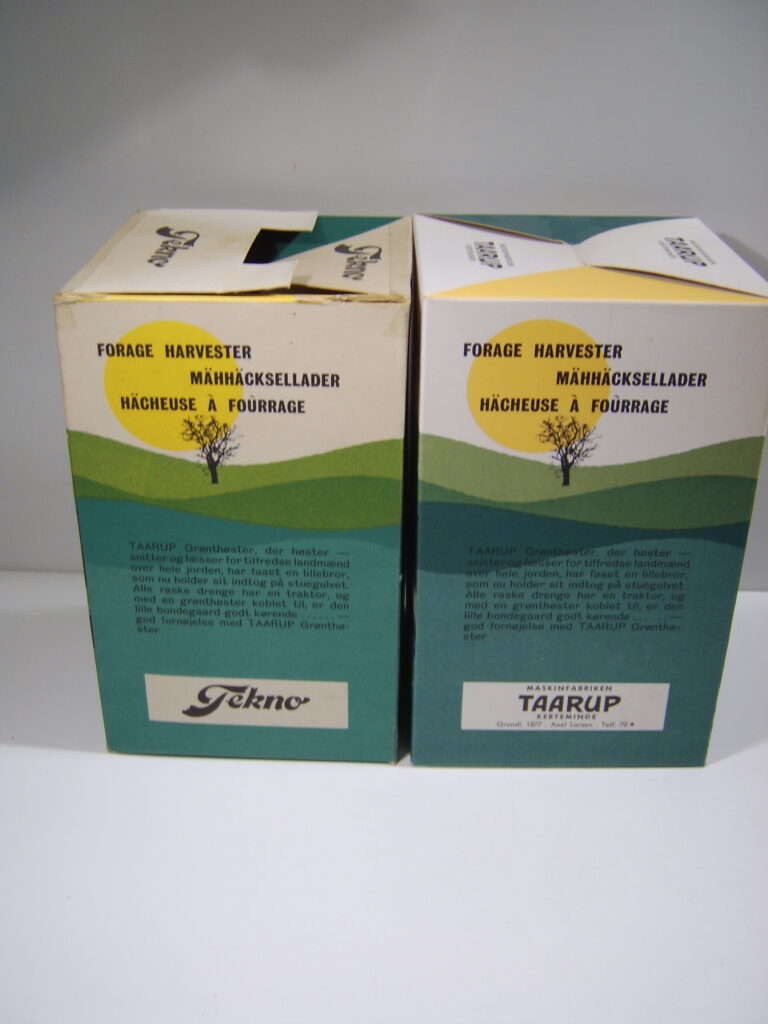 Tekno
Tekno
FORAGE HARVESTER
MÄHHÄCKSELLADER
HÄCHEUSE À FOÙRRAGE
TAARUP Grønthøster, der høster —
snitter og læsser for tilfredse landmænd
over hele jorden, har faaet en lillebror,
som nu holder sit indtog på stuegulvet.
Alle raske drenge har en traktor, og
med en grønthøster koblet til, er den
lille bondegaard godt kørende ...... —
god fornøjelse med TAARUP Grønthø-
ster
Tekno
TAARUP
TAARUP
FORAGE HARVESTER
MÄHHÄCKSELLADER
HÄCHEUSE À FOÙRRAGE
TAARUP Grønthøster, der høster —
snitter og læsser for tilfredse landmænd
over hele jorden, har faaet en lillebror,
som nu holder sit indtog på stuegulvet.
Alle raske drenge har en traktor, og
med en grønthøster koblet til, er den
lille bondegaard godt kørende ...... —
god fornøjelse med TAARUP Grønthø-
ster
MASKINFABRIKEN
TAARUP
KERTEMINDE
Grundl. 1877 . Axel Larsen . Telf. 70 ★